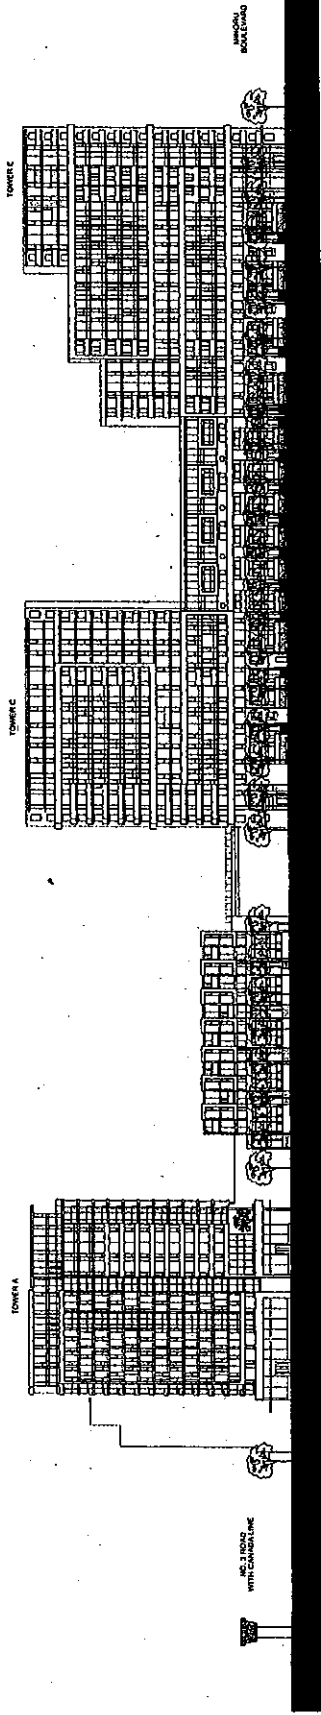 MINORU
BOULEVARD
TOWER E
TOWER C
TOWER A
NO. 3 ROAD
WITH CANADA LINE